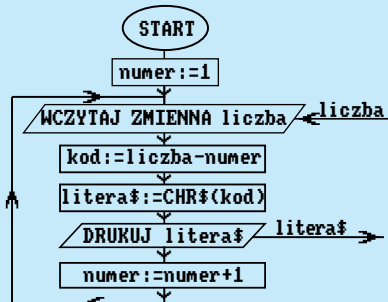 START
numer:=1
WCZYTAJ ZMIENNA liczba
liczba
kod:=liczba-numer
litera$:=CHR$(kod)
DRUKUJ litera$
litera$
numer:=numer+1